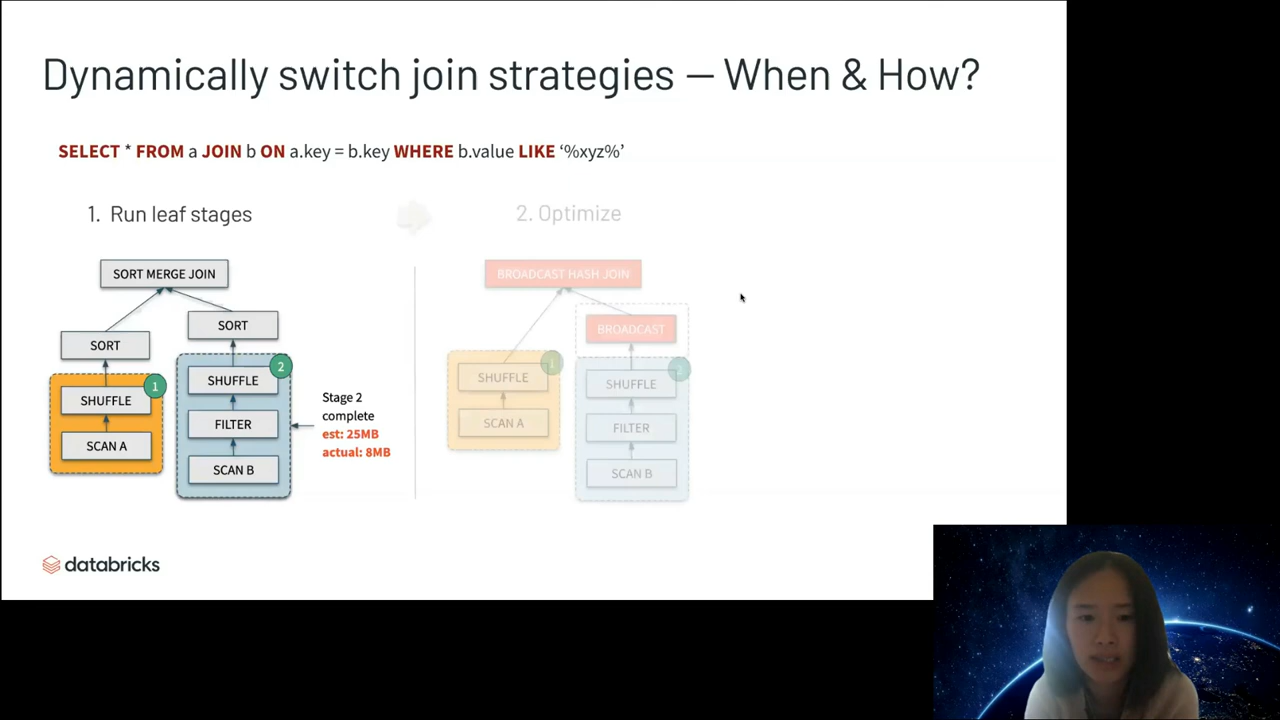 Dynamically switch join strategies — When & How?
SELECT * FROM a JOIN b ON a.key = b.key WHERE b.value LIKE ‘%xyz%’
1. Run leaf stages
SORT MERGE JOIN
SORT
SORT
2
SHUFFLE
1
SHUFFLE
FILTER
SCAN A
SCAN B
Stage 2
complete
est: 25MB
actual: 8MB
2. Optimize
BROADCAST HASH JOIN
BROADCAST
1
SHUFFLE
2
SHUFFLE
SCAN A
FILTER
SCAN B
databricks